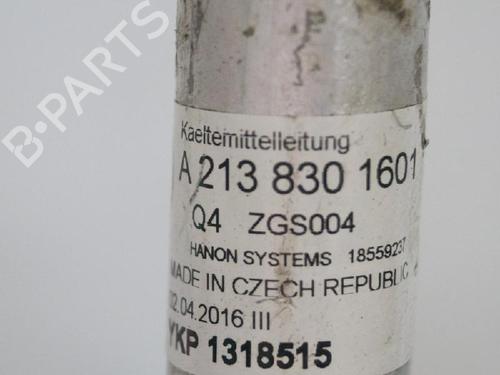 B-PARTS
Kaeltemittelleitung
A 213 830 1601
Q4 ZGS004
HANON SYSTEMS 18559237
MADE IN CZECH REPUBLIC
02.04.2016 III
YKP 1318515